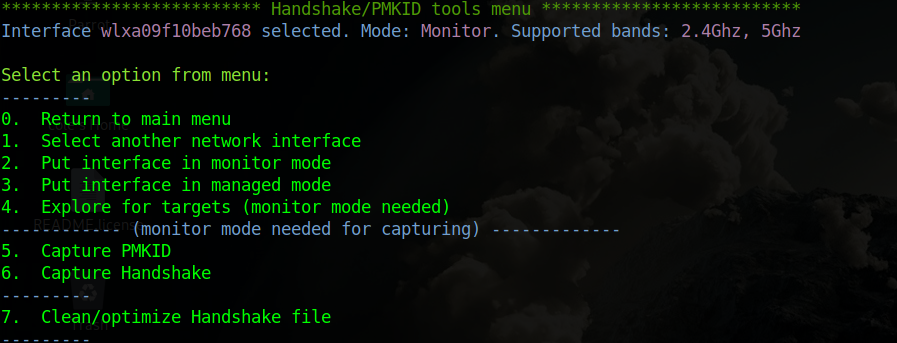 ************************** Handshake/PMKID tools menu **************************
Interface wlxa09f10beb768 selected. Mode: Monitor. Supported bands: 2.4Ghz, 5Ghz
Select an option from menu:
---------
0. Return to main menu
1. Select another network interface
2. Put interface in monitor mode
3. Put interface in managed mode
4. Explore for targets (monitor mode needed)
------------ (monitor mode needed for capturing) -------------
5. Capture PMKID
6. Capture Handshake
---------
7. Clean/optimize Handshake file
---------